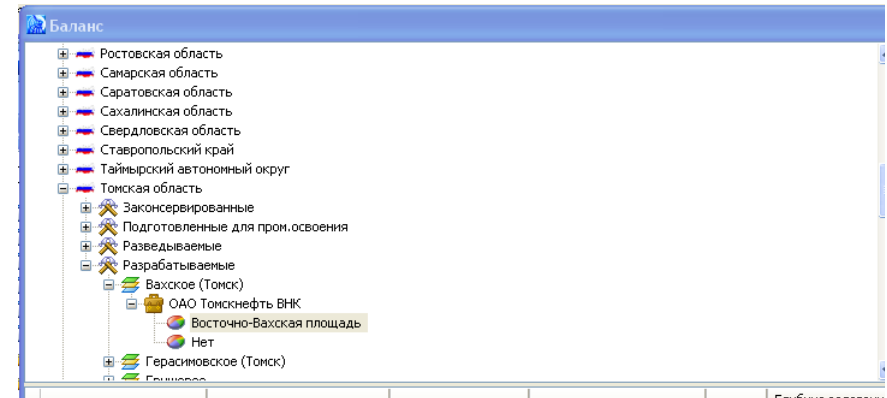 Баланс
Ростовская область
Самарская область
Саратовская область
Сахалинская область
Свердловская область
Ставропольский край
Таймырский автономный округ
Томская область
Законсервированные
Подготовленные для пром.освоения
Разведываемые
Разрабатываемые
Вахское (Томск)
ОАО Томскнефть ВНК
Восточно-Вахская площадь
Нет
Герасимовское (Томск)